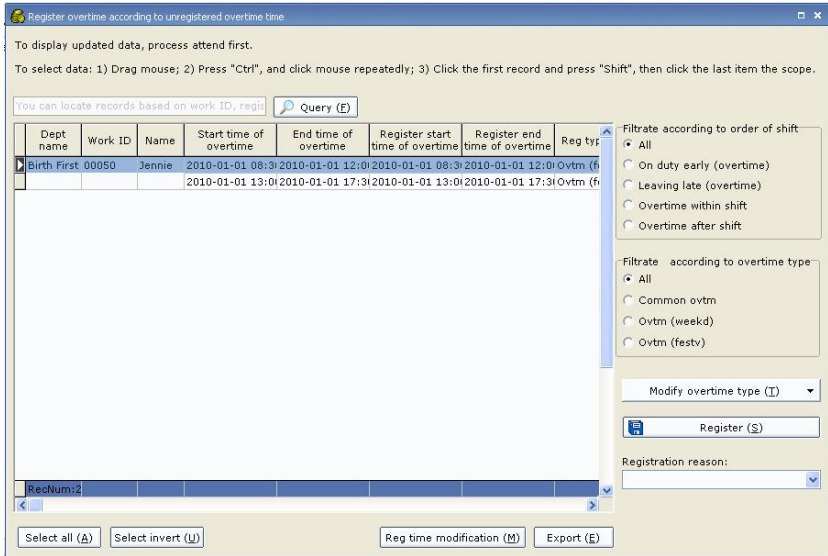 Register overtime according to unregistered overtime time
To display updated data, process attend first.
To select data: 1) Drag mouse; 2) Press "Ctrl", and click mouse repeatedly; 3) Click the first record and press "Shift", then click the last item the scope.
You can locate records based on work ID, regis
Query (F)
Dept name Work ID Name Start time of overtime End time of overtime Register start time of overtime Register end time of overtime Reg typ
Birth First 00050 Jennie 2010-01-01 08:3 2010-01-01 12:0 2010-01-01 08:3 2010-01-01 12:0 Ovtm (fe
2010-01-01 13:0 2010-01-01 17:3 2010-01-01 13:0 2010-01-01 17:3 Ovtm (fe
RecNum:2
Filtrate according to order of shift
All
On duty early (overtime)
Leaving late (overtime)
Overtime within shift
Overtime after shift
Filtrate according to overtime type
All
Common ovtm
Ovtm (weekd)
Ovtm (festv)
Modify overtime type (T)
Register (S)
Registration reason:
Select all (A) Select invert (U) Reg time modification (M) Export (E)